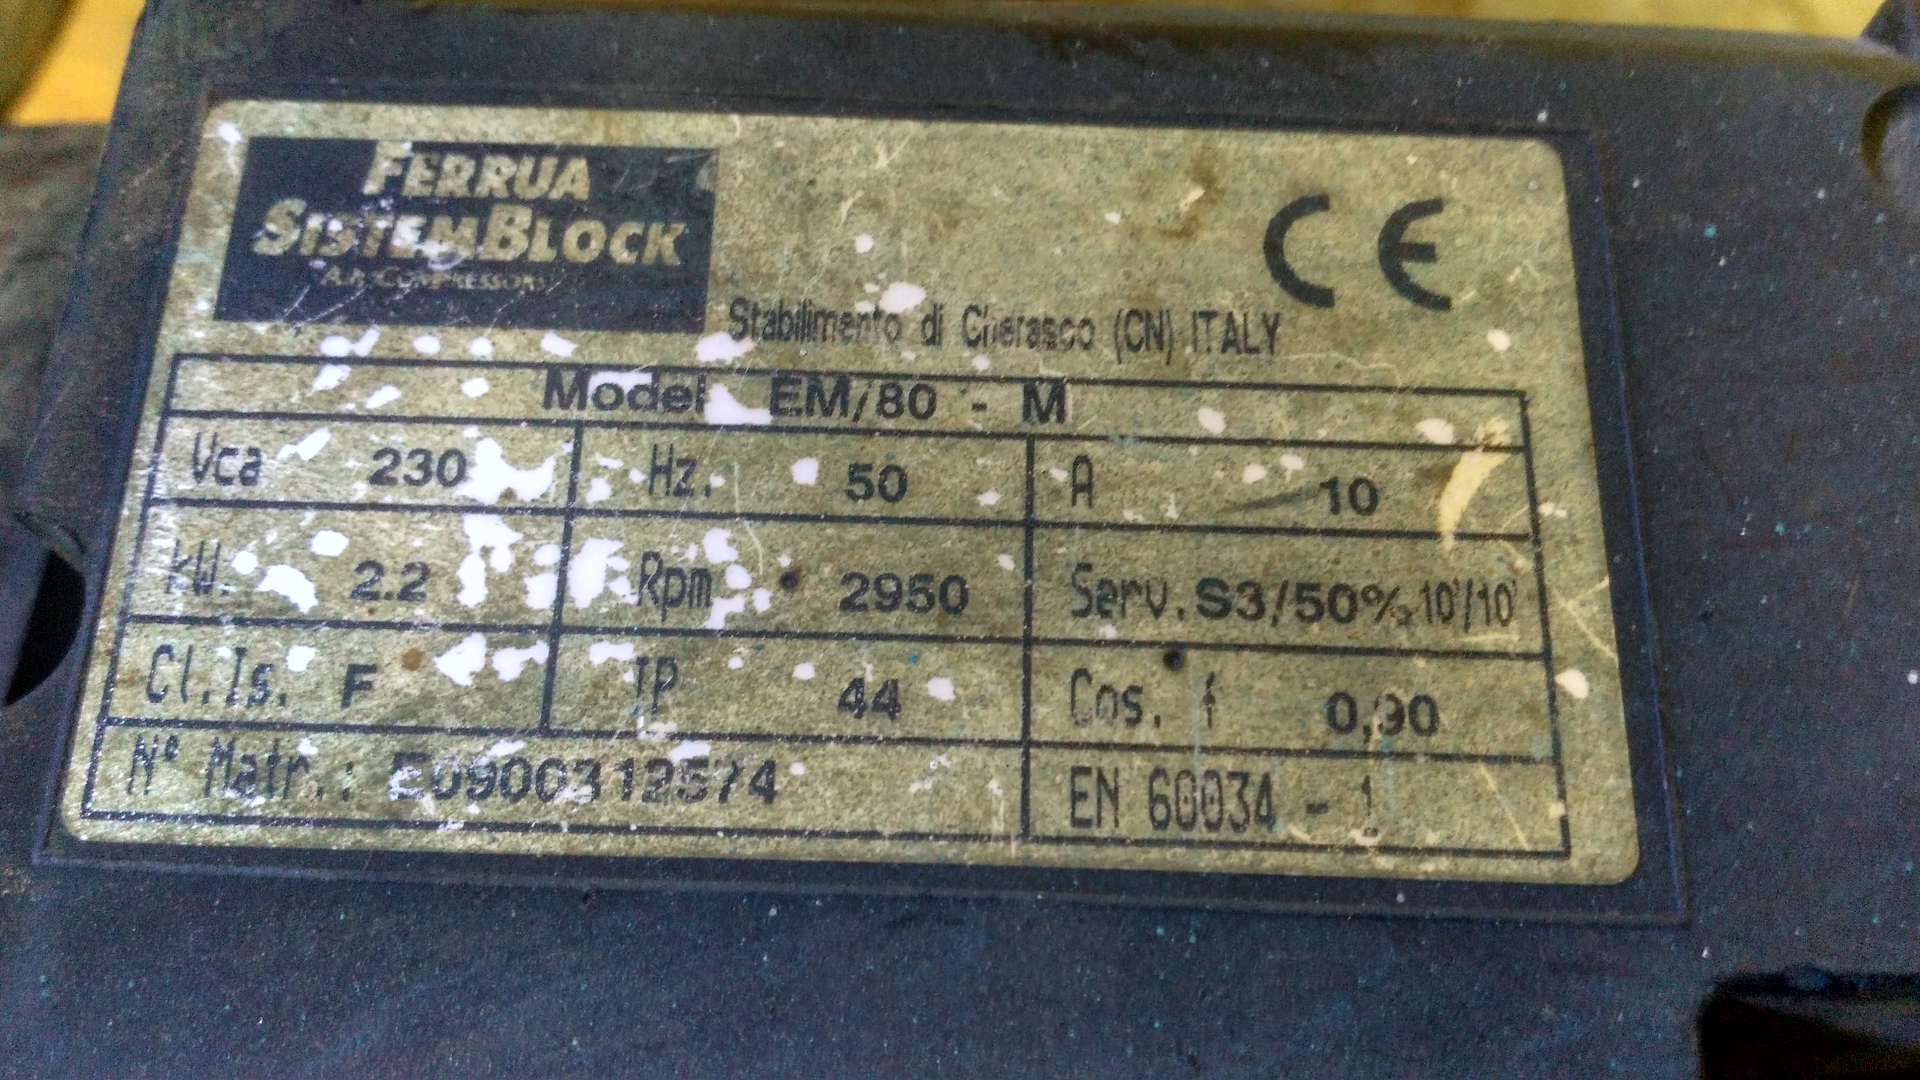 FERRUA
SISTEMBLOCK
AIR COMPRESSORS
CE
Stabilimento di Cherasco (CN) ITALY
Model EM/80 - M
Vca 230 Hz. 50 A 10
kW. 2.2 Rpm 2950 Serv. S3/50% 10'/10'
Cl.Is. F IP 44 Cos. f 0,90
N° Matr.: E0900312574
EN 60034 - 1